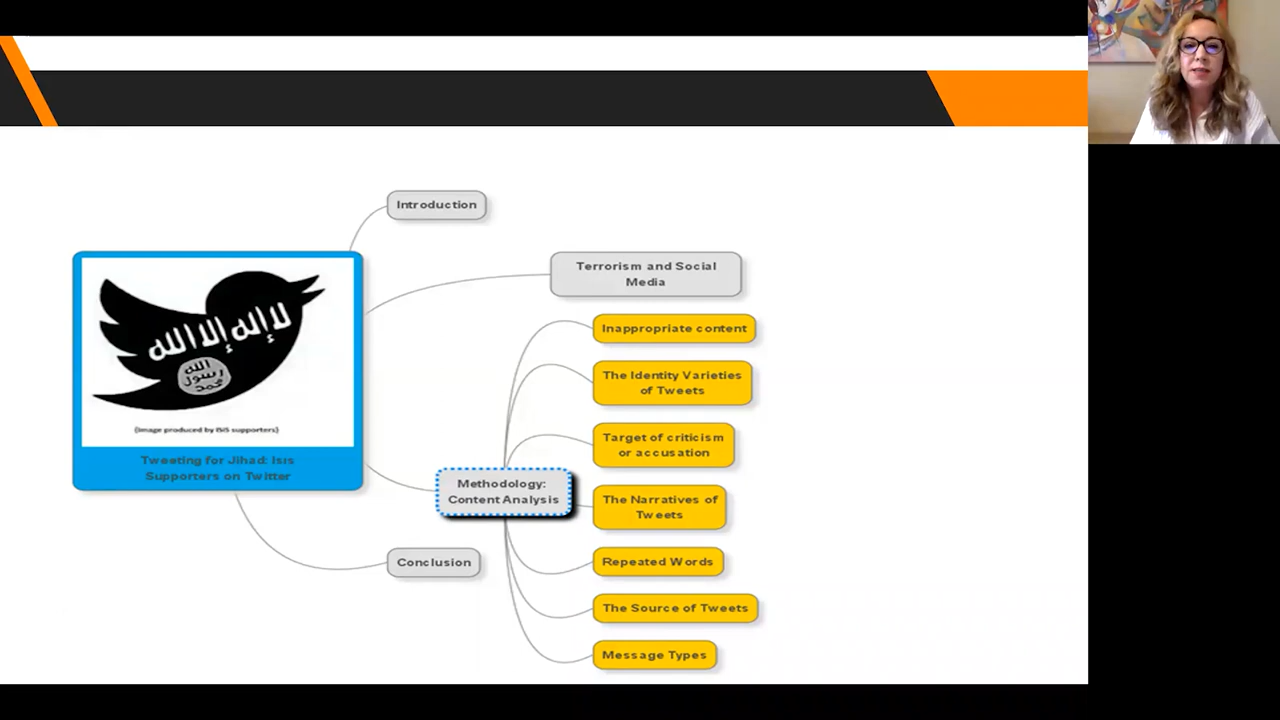 Introduction
Terrorism and Social
Media
لا إله إلا الله
الله
رسول
محمد
(Image produced by ISIS supporters)
Tweeting for Jihad: Isis
Supporters on Twitter
Inappropriate content
The Identity Varieties
of Tweets
Target of criticism
or accusation
Methodology:
Content Analysis
The Narratives of
Tweets
Repeated Words
The Source of Tweets
Message Types
Conclusion